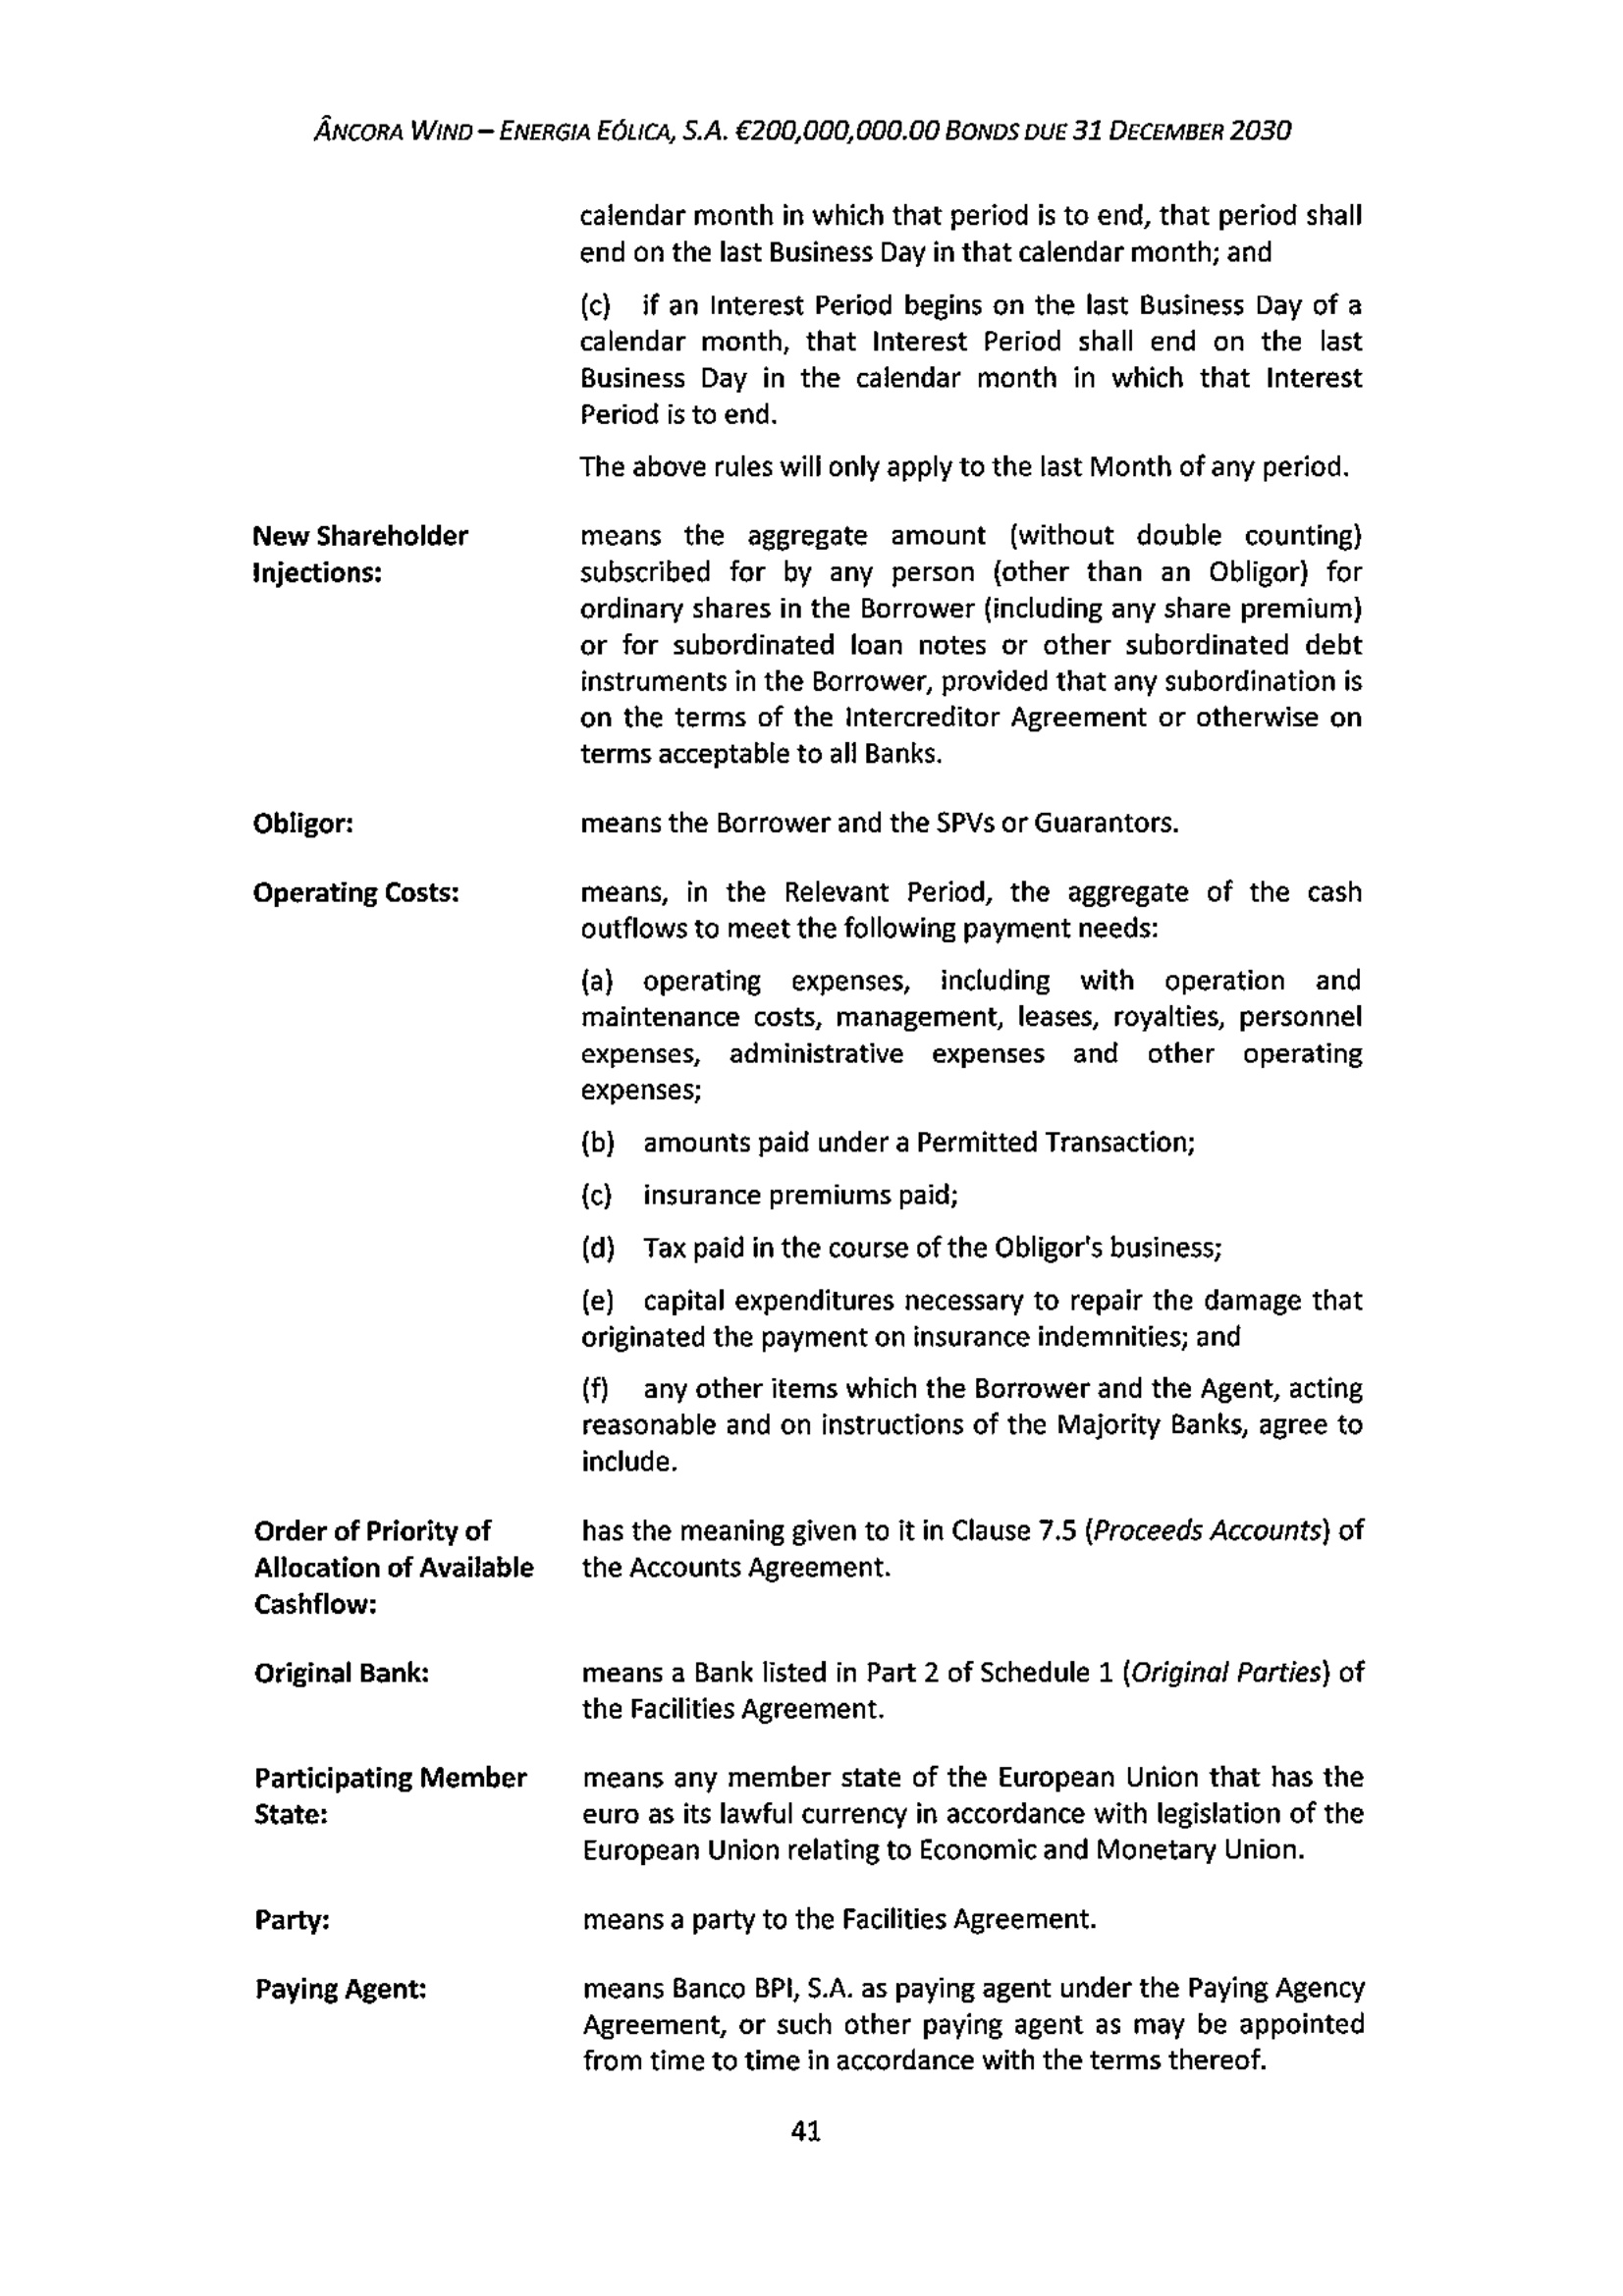 ÂNCORA WIND – ENERGIA EÓLICA, S.A. €200,000,000.00 BONDS DUE 31 DECEMBER 2030
calendar month in which that period is to end, that period shall
end on the last Business Day in that calendar month; and
(c) if an Interest Period begins on the last Business Day of a
calendar month, that Interest Period shall end on the last
Business Day in the calendar month in which that Interest
Period is to end.
The above rules will only apply to the last Month of any period.
New Shareholder
Injections:
means the aggregate amount (without double counting)
subscribed for by any person (other than an Obligor) for
ordinary shares in the Borrower (including any share premium)
or for subordinated loan notes or other subordinated debt
instruments in the Borrower, provided that any subordination is
on the terms of the Intercreditor Agreement or otherwise on
terms acceptable to all Banks.
Obligor:
means the Borrower and the SPVs or Guarantors.
Operating Costs:
means, in the Relevant Period, the aggregate of the cash
outflows to meet the following payment needs:
(a) operating expenses, including with operation and
maintenance costs, management, leases, royalties, personnel
expenses, administrative expenses and other operating
expenses;
(b) amounts paid under a Permitted Transaction;
(c) insurance premiums paid;
(d) Tax paid in the course of the Obligor's business;
(e) capital expenditures necessary to repair the damage that
originated the payment on insurance indemnities; and
(f) any other items which the Borrower and the Agent, acting
reasonable and on instructions of the Majority Banks, agree to
include.
Order of Priority of
Allocation of Available
Cashflow:
has the meaning given to it in Clause 7.5 (Proceeds Accounts) of
the Accounts Agreement.
Original Bank:
means a Bank listed in Part 2 of Schedule 1 (Original Parties) of
the Facilities Agreement.
Participating Member
State:
means any member state of the European Union that has the
euro as its lawful currency in accordance with legislation of the
European Union relating to Economic and Monetary Union.
Party:
means a party to the Facilities Agreement.
Paying Agent:
means Banco BPI, S.A. as paying agent under the Paying Agency
Agreement, or such other paying agent as may be appointed
from time to time in accordance with the terms thereof.
41